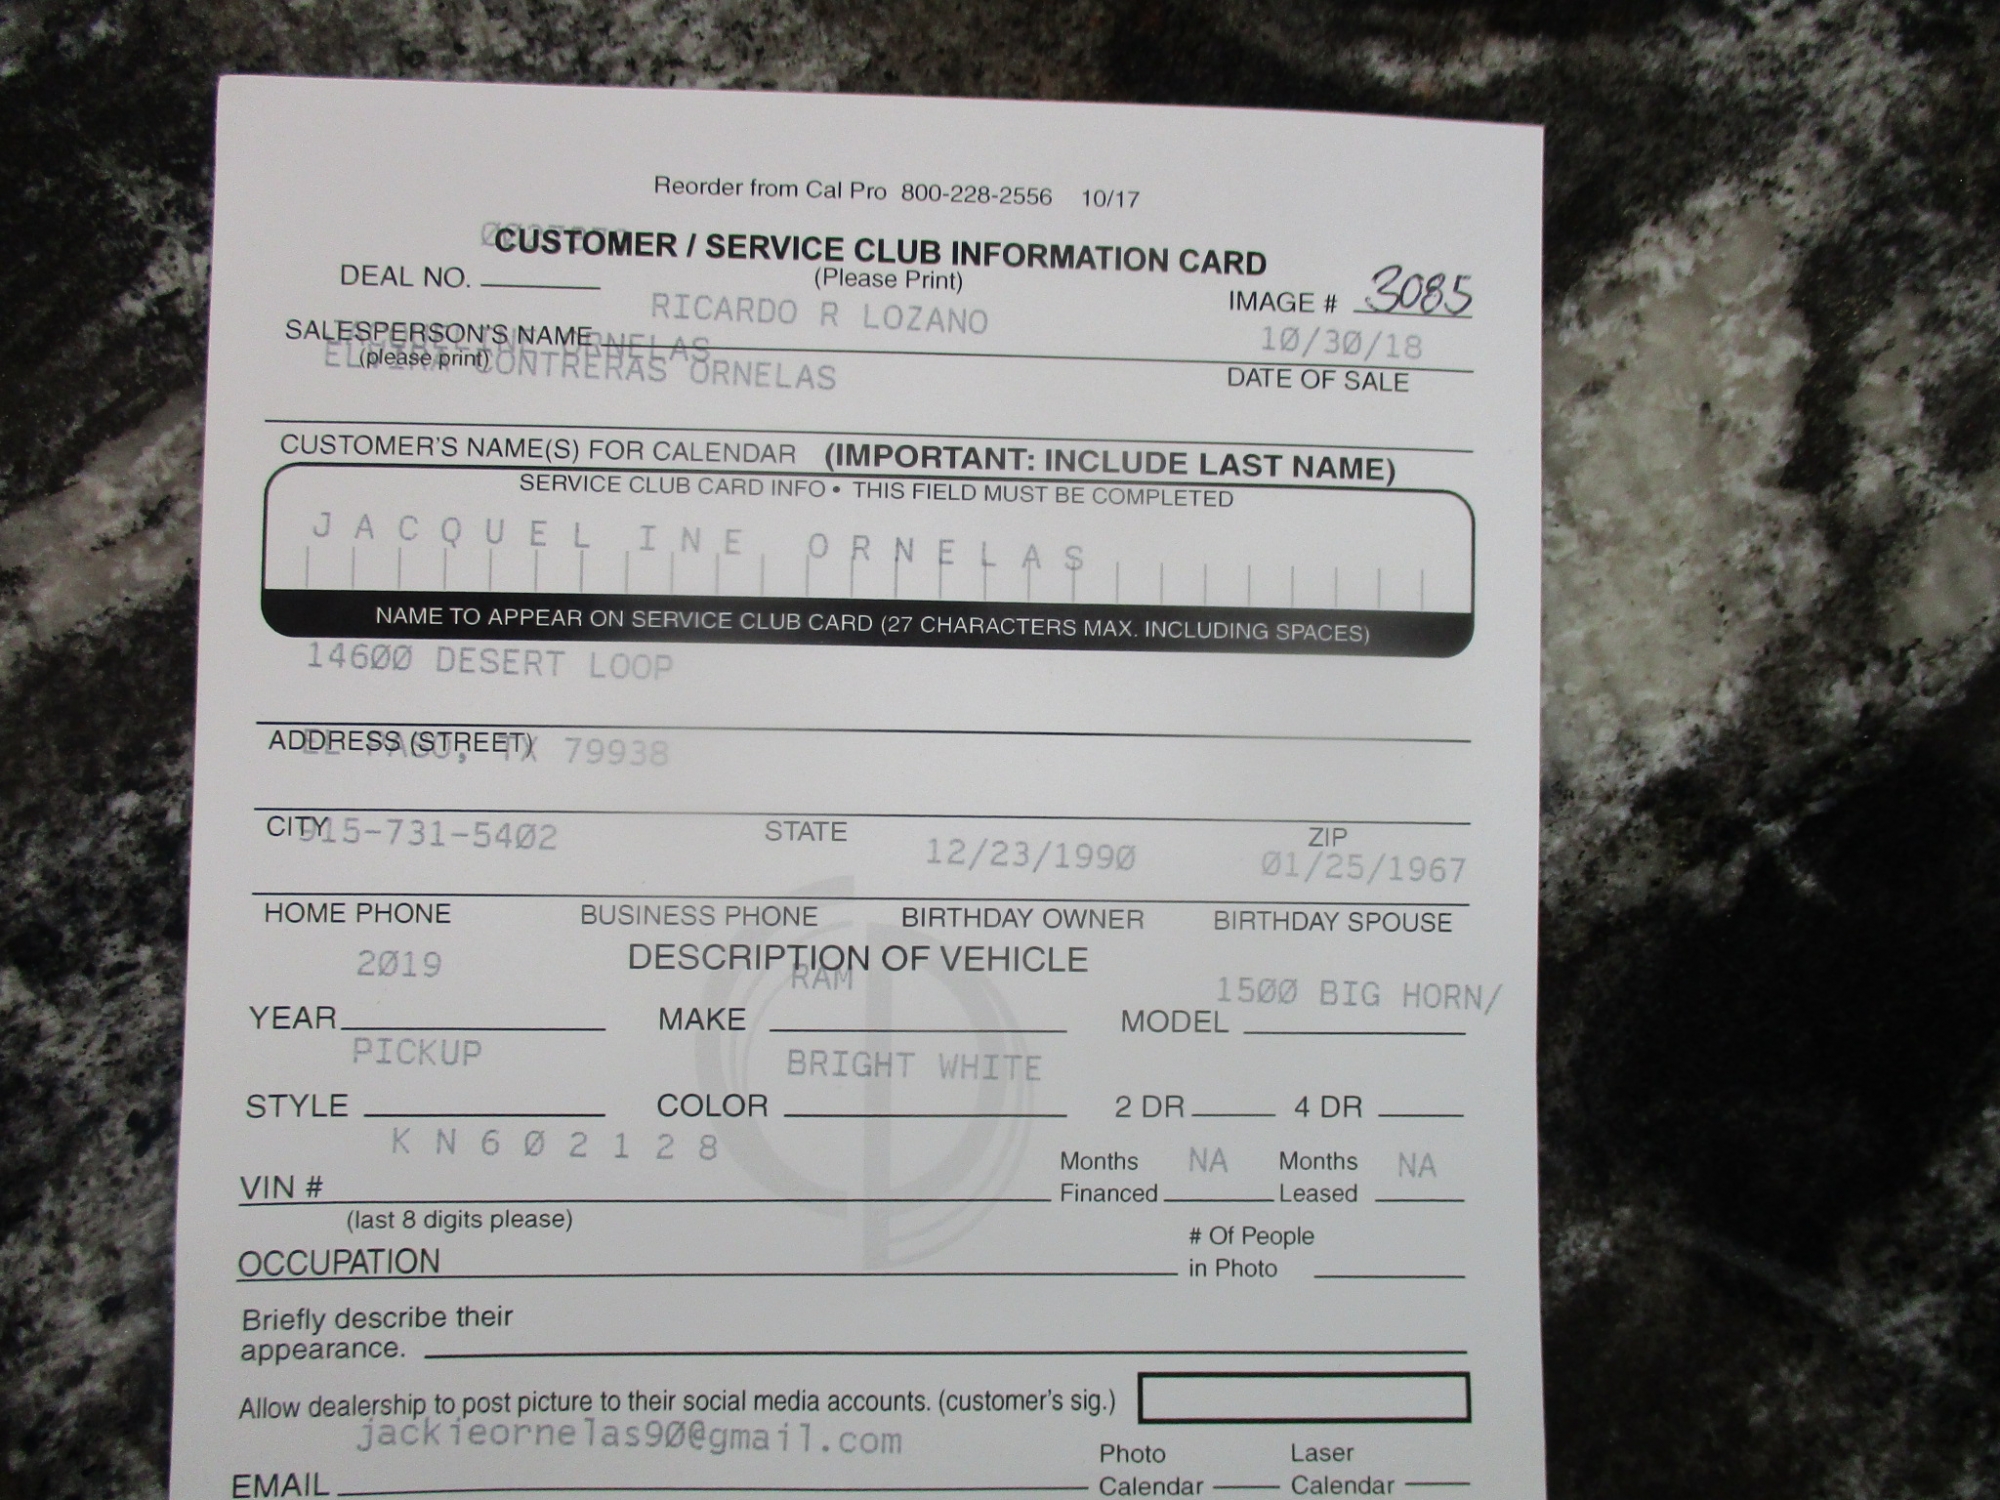 Reorder from Cal Pro 800-228-2556 10/17
CUSTOMER / SERVICE CLUB INFORMATION CARD
(Please Print)
DEAL NO.
IMAGE # 3085
RICARDO R LOZANO
10/30/18
SALESPERSON'S NAME
(please print)
DATE OF SALE
ORNELAS
ELVIRA CONTRERAS ORNELAS
CUSTOMER'S NAME(S) FOR CALENDAR (IMPORTANT: INCLUDE LAST NAME)
SERVICE CLUB CARD INFO • THIS FIELD MUST BE COMPLETED
JACQUELINE ORNELAS
NAME TO APPEAR ON SERVICE CLUB CARD (27 CHARACTERS MAX. INCLUDING SPACES)
14600 DESERT LOOP
ADDRESS (STREET)
EL PASO, TX 79938
CITY STATE ZIP
915-731-5402 12/23/1990 01/25/1967
HOME PHONE BUSINESS PHONE BIRTHDAY OWNER BIRTHDAY SPOUSE
DESCRIPTION OF VEHICLE
2019 RAM 1500 BIG HORN/
YEAR MAKE MODEL
PICKUP BRIGHT WHITE
STYLE COLOR 2 DR 4 DR
KN602128
VIN #
(last 8 digits please)
Months Financed NA
Months Leased NA
OCCUPATION
# Of People
in Photo
Briefly describe their
appearance.
Allow dealership to post picture to their social media accounts. (customer's sig.)
jackieornelas90@gmail.com
EMAIL
Photo
Calendar
Laser
Calendar